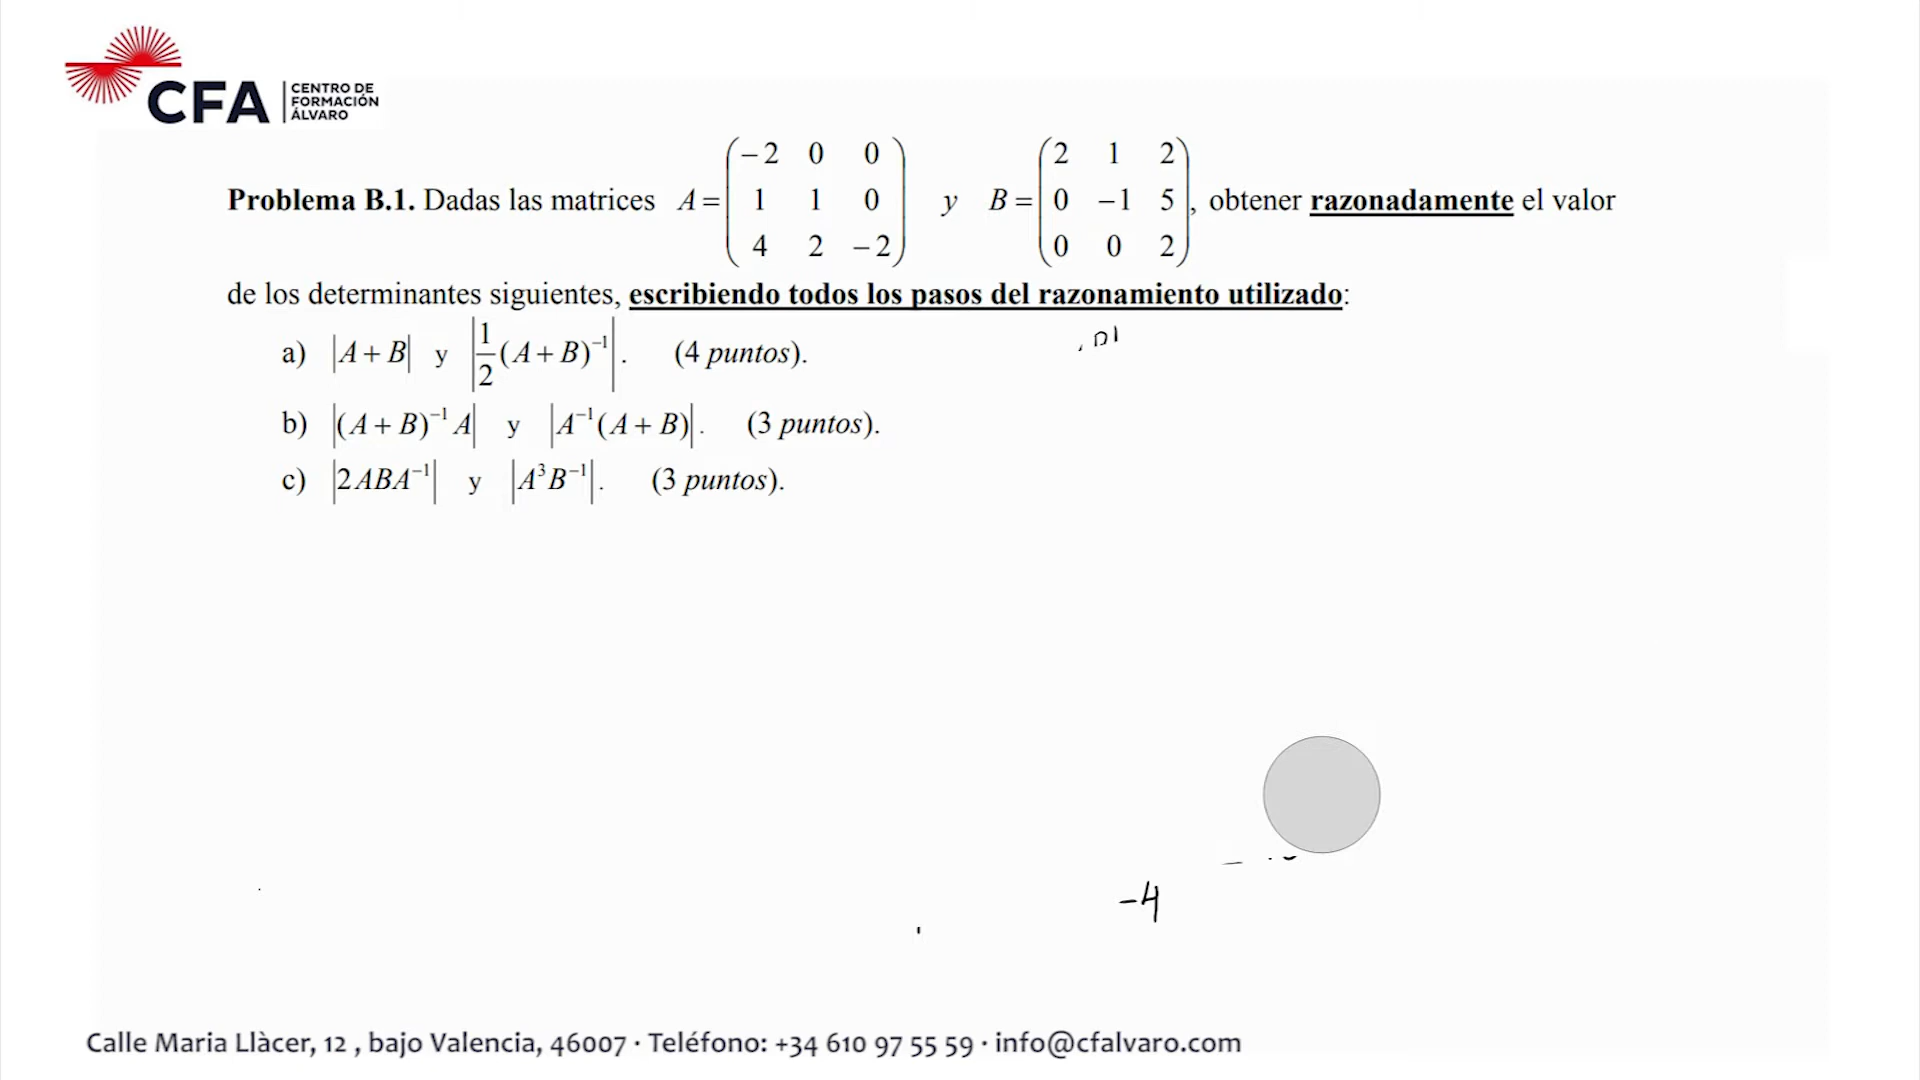 CFA
CENTRO DE
FORMACIÓN
ÁLVARO
Problema B.1. Dadas las matrices A = (-2 0 0; 1 1 0; 4 2 -2) y B = (2 1 2; 0 -1 5; 0 0 2), obtener razonadamente el valor
de los determinantes siguientes, escribiendo todos los pasos del razonamiento utilizado:
a) |A + B| y |1/2 (A + B)⁻¹|. (4 puntos).
b) |(A + B)⁻¹ A| y |A⁻¹(A + B)|. (3 puntos).
c) |2ABA⁻¹| y |A³B⁻¹|. (3 puntos).
-4
Calle Maria Llàcer, 12 , bajo Valencia, 46007 · Teléfono: +34 610 97 55 59 · info@cfalvaro.com